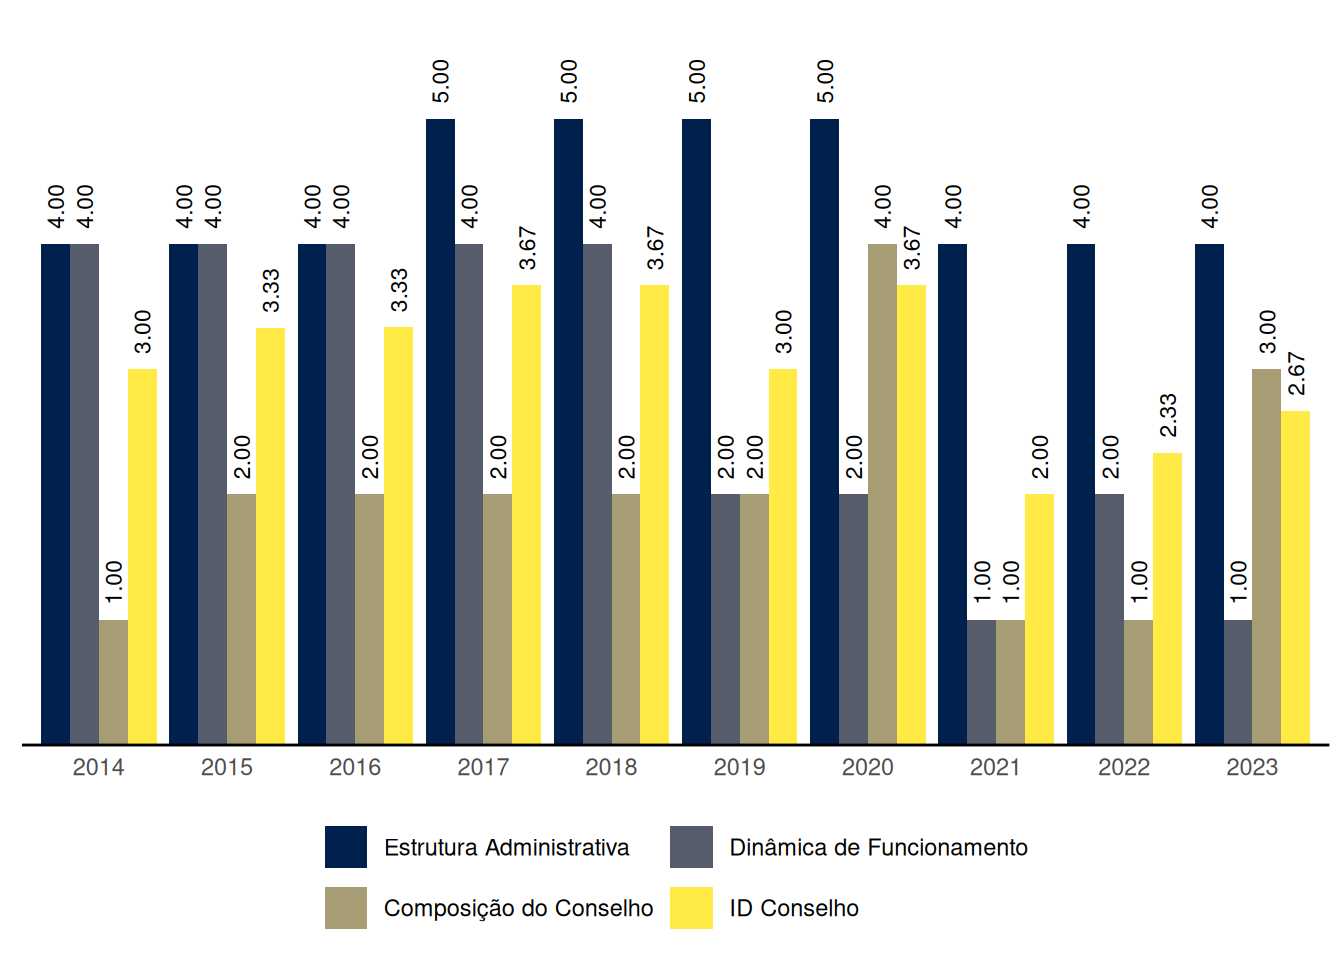 5.00 5.00 5.00 5.00
4.00 4.00 4.00 4.00 4.00 4.00 4.00 4.00 4.00 4.00 4.00 4.00
3.67 3.67 3.67
3.33 3.33
3.00 3.00 3.00
2.67
2.33
2.00 2.00 2.00 2.00 2.00 2.00 2.00 2.00 2.00
1.00 1.00 1.00 1.00 1.00
2014 2015 2016 2017 2018 2019 2020 2021 2022 2023
Estrutura Administrativa Dinâmica de Funcionamento
Composição do Conselho ID Conselho